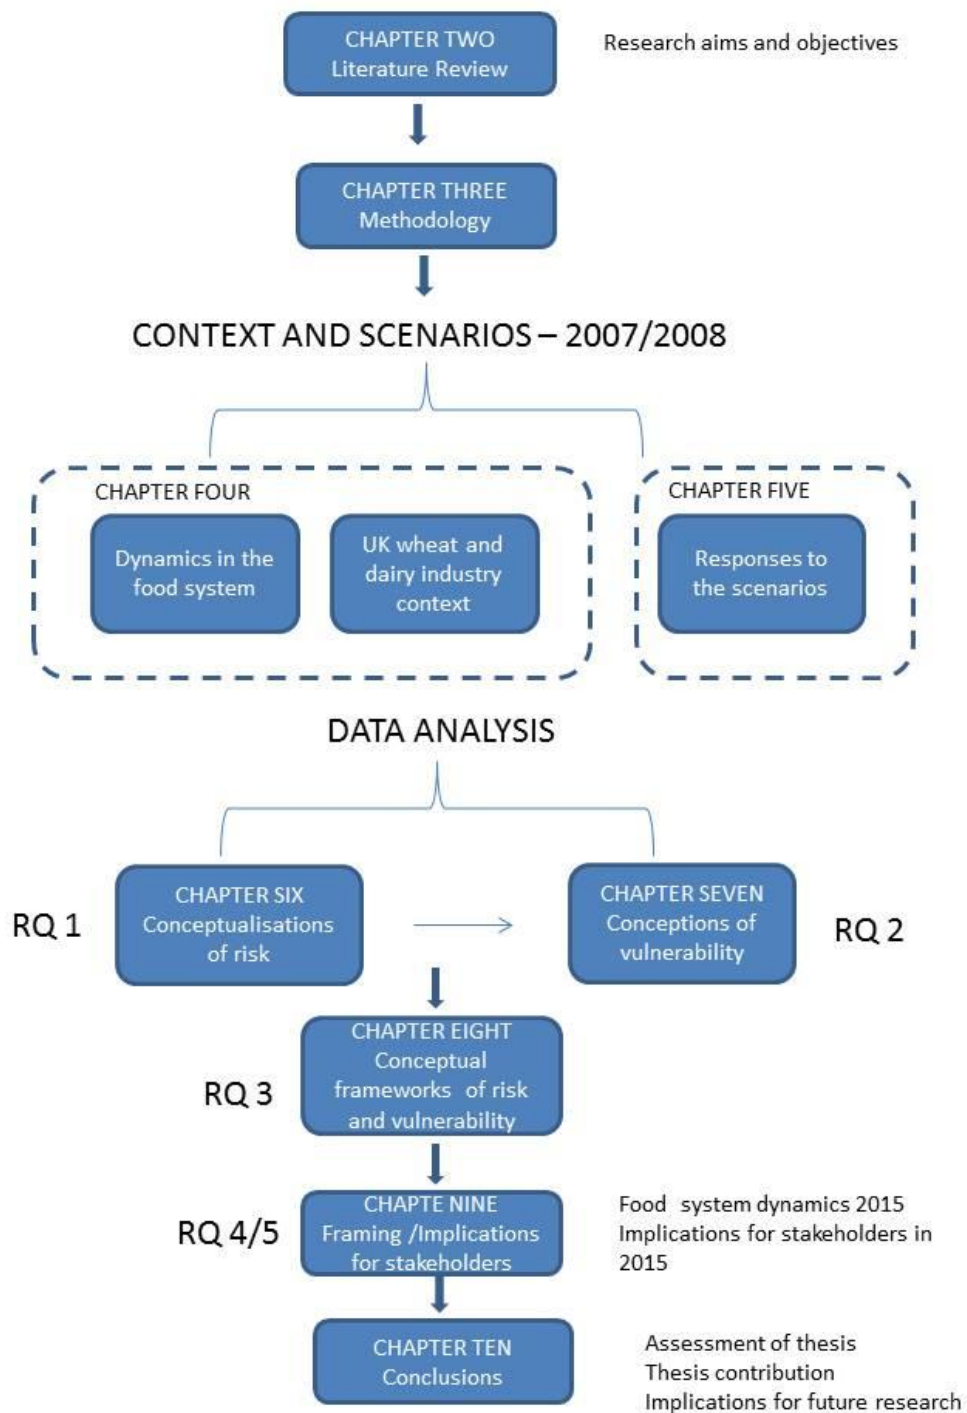 CHAPTER TWO
Literature Review
Research aims and objectives
CHAPTER THREE
Methodology
CONTEXT AND SCENARIOS – 2007/2008
CHAPTER FOUR
Dynamics in the
food system
UK wheat and
dairy industry
context
CHAPTER FIVE
Responses to
the scenarios
DATA ANALYSIS
RQ 1
CHAPTER SIX
Conceptualisations
of risk
CHAPTER SEVEN
Conceptions of
vulnerability
RQ 2
RQ 3
CHAPTER EIGHT
Conceptual
frameworks of risk
and vulnerability
RQ 4/5
CHAPTE NINE
Framing /Implications
for stakeholders
Food system dynamics 2015
Implications for stakeholders in
2015
CHAPTER TEN
Conclusions
Assessment of thesis
Thesis contribution
Implications for future research